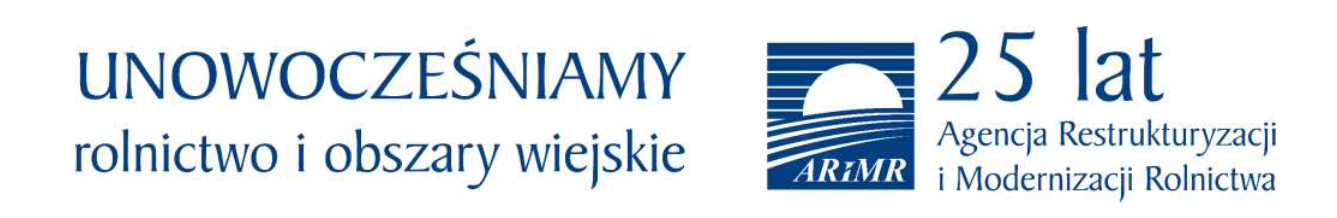 UNOWOCZEŚNIAMY
rolnictwo i obszary wiejskie
ARiMR
25 lat
Agencja Restrukturyzacji
i Modernizacji Rolnictwa